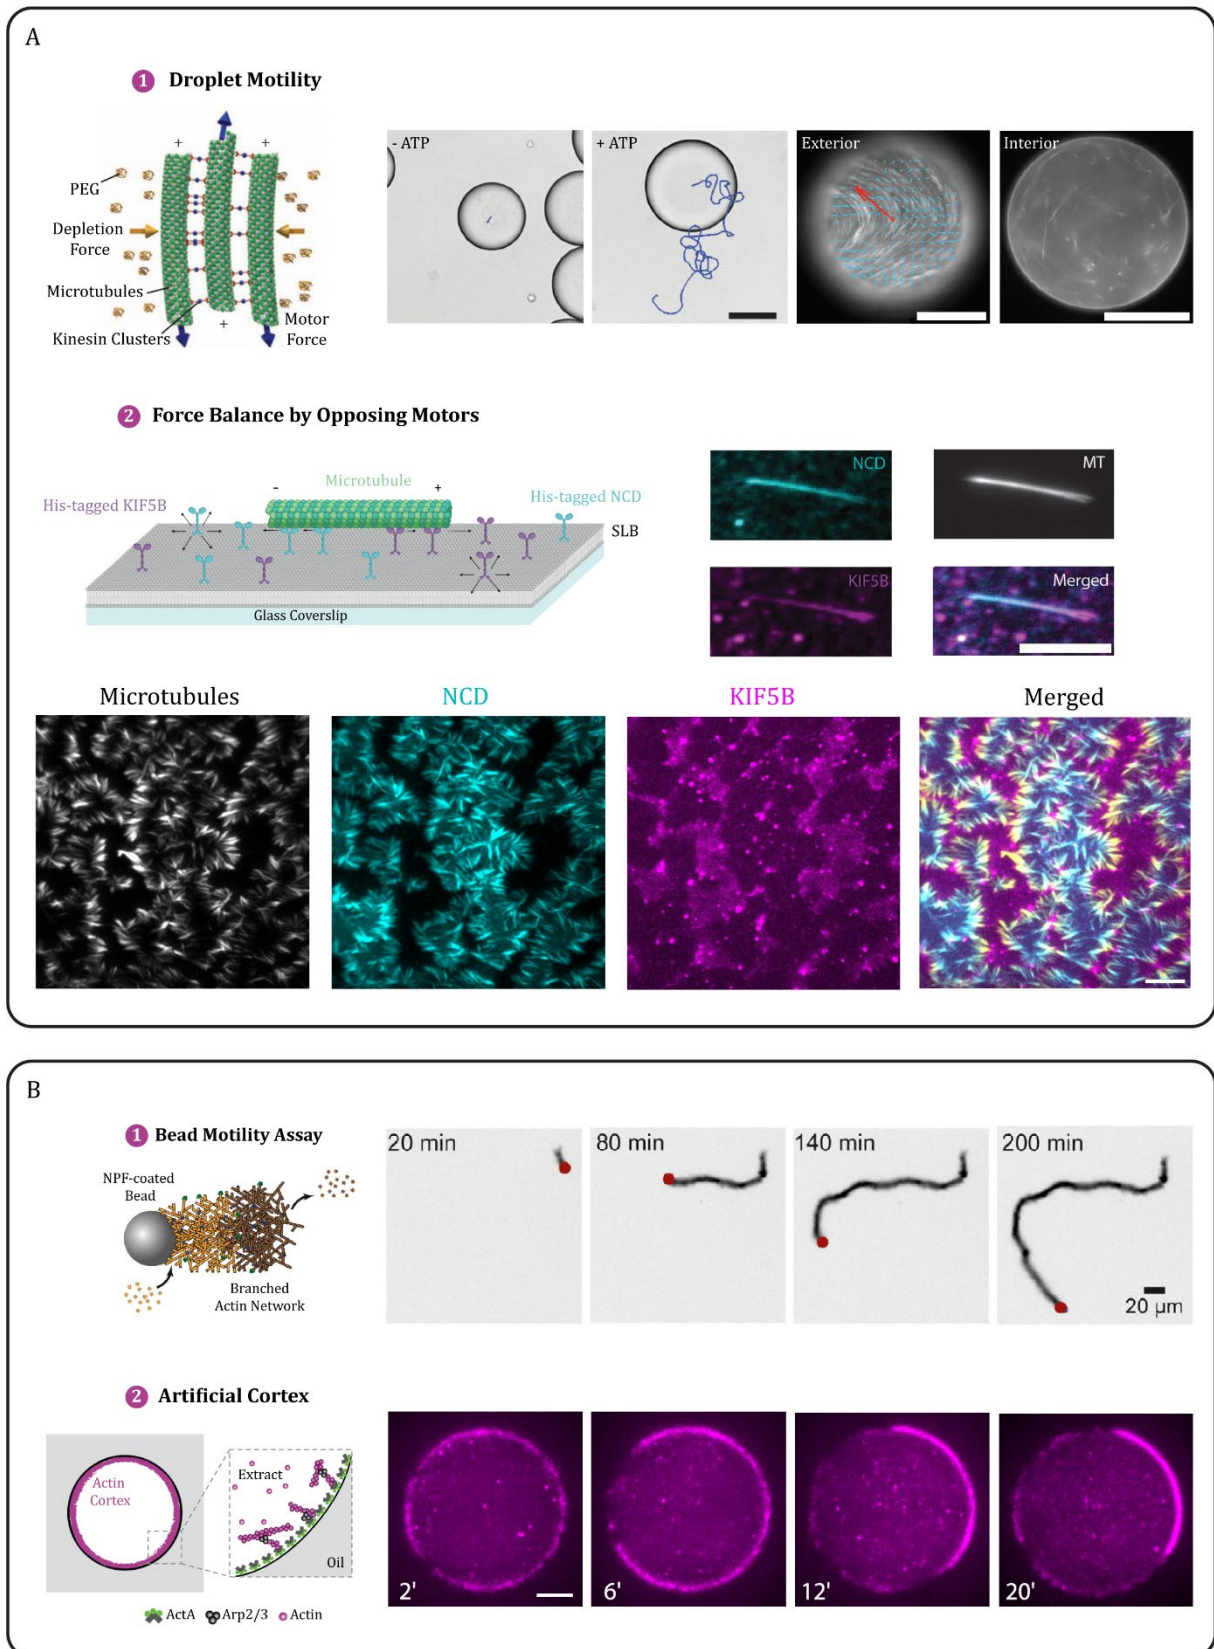 A
1 Droplet Motility
PEG
Depletion
Force
Microtubules
Kinesin Clusters
Motor
Force
+
+
+
- ATP
+ ATP
Exterior
Interior
2 Force Balance by Opposing Motors
His-tagged KIF5B
Microtubule
-
+
His-tagged NCD
SLB
Glass Coverslip
NCD
MT
KIF5B
Merged
Microtubules
NCD
KIF5B
Merged
B
1 Bead Motility Assay
NPF-coated
Bead
Branched
Actin Network
20 min
80 min
140 min
200 min
20 µm
2 Artificial Cortex
Actin
Cortex
Extract
Oil
ActA Arp2/3 Actin
2'
6'
12'
20'